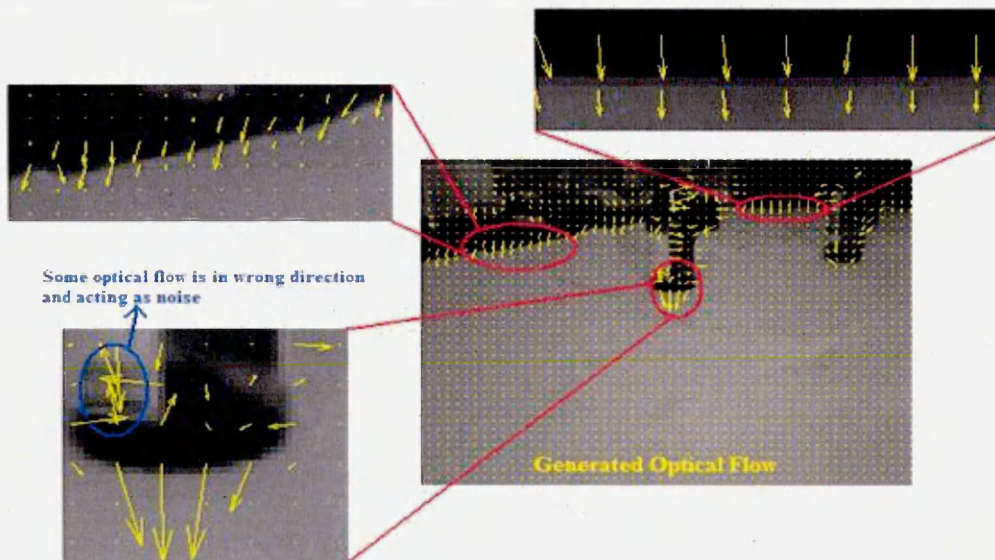 Some optical flow is in wrong direction
and acting as noise
Generated Optical Flow